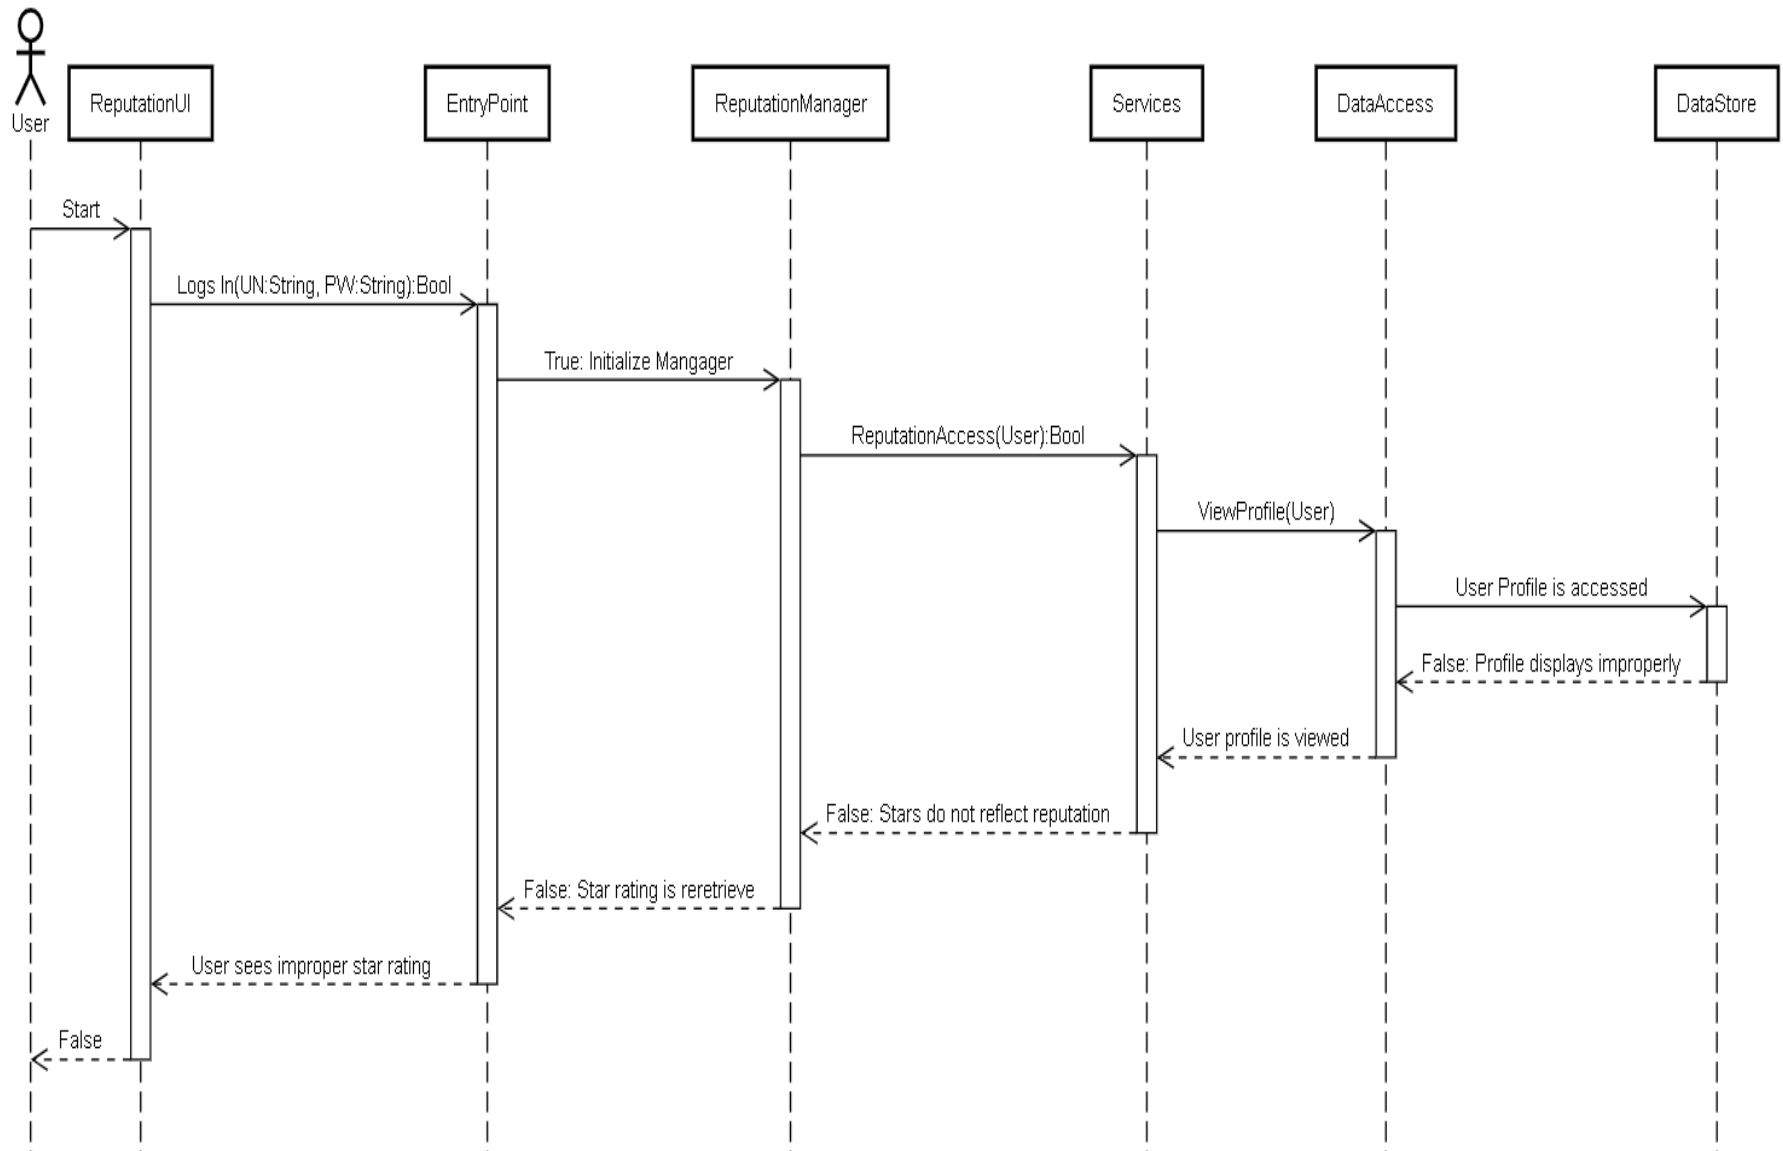 User
ReputationUI
EntryPoint
ReputationManager
Services
DataAccess
DataStore
Start
Logs In(UN:String, PW:String):Bool
True: Initialize Mangager
ReputationAccess(User):Bool
ViewProfile(User)
User Profile is accessed
False: Profile displays improperly
User profile is viewed
False: Stars do not reflect reputation
False: Star rating is reretrieve
User sees improper star rating
False